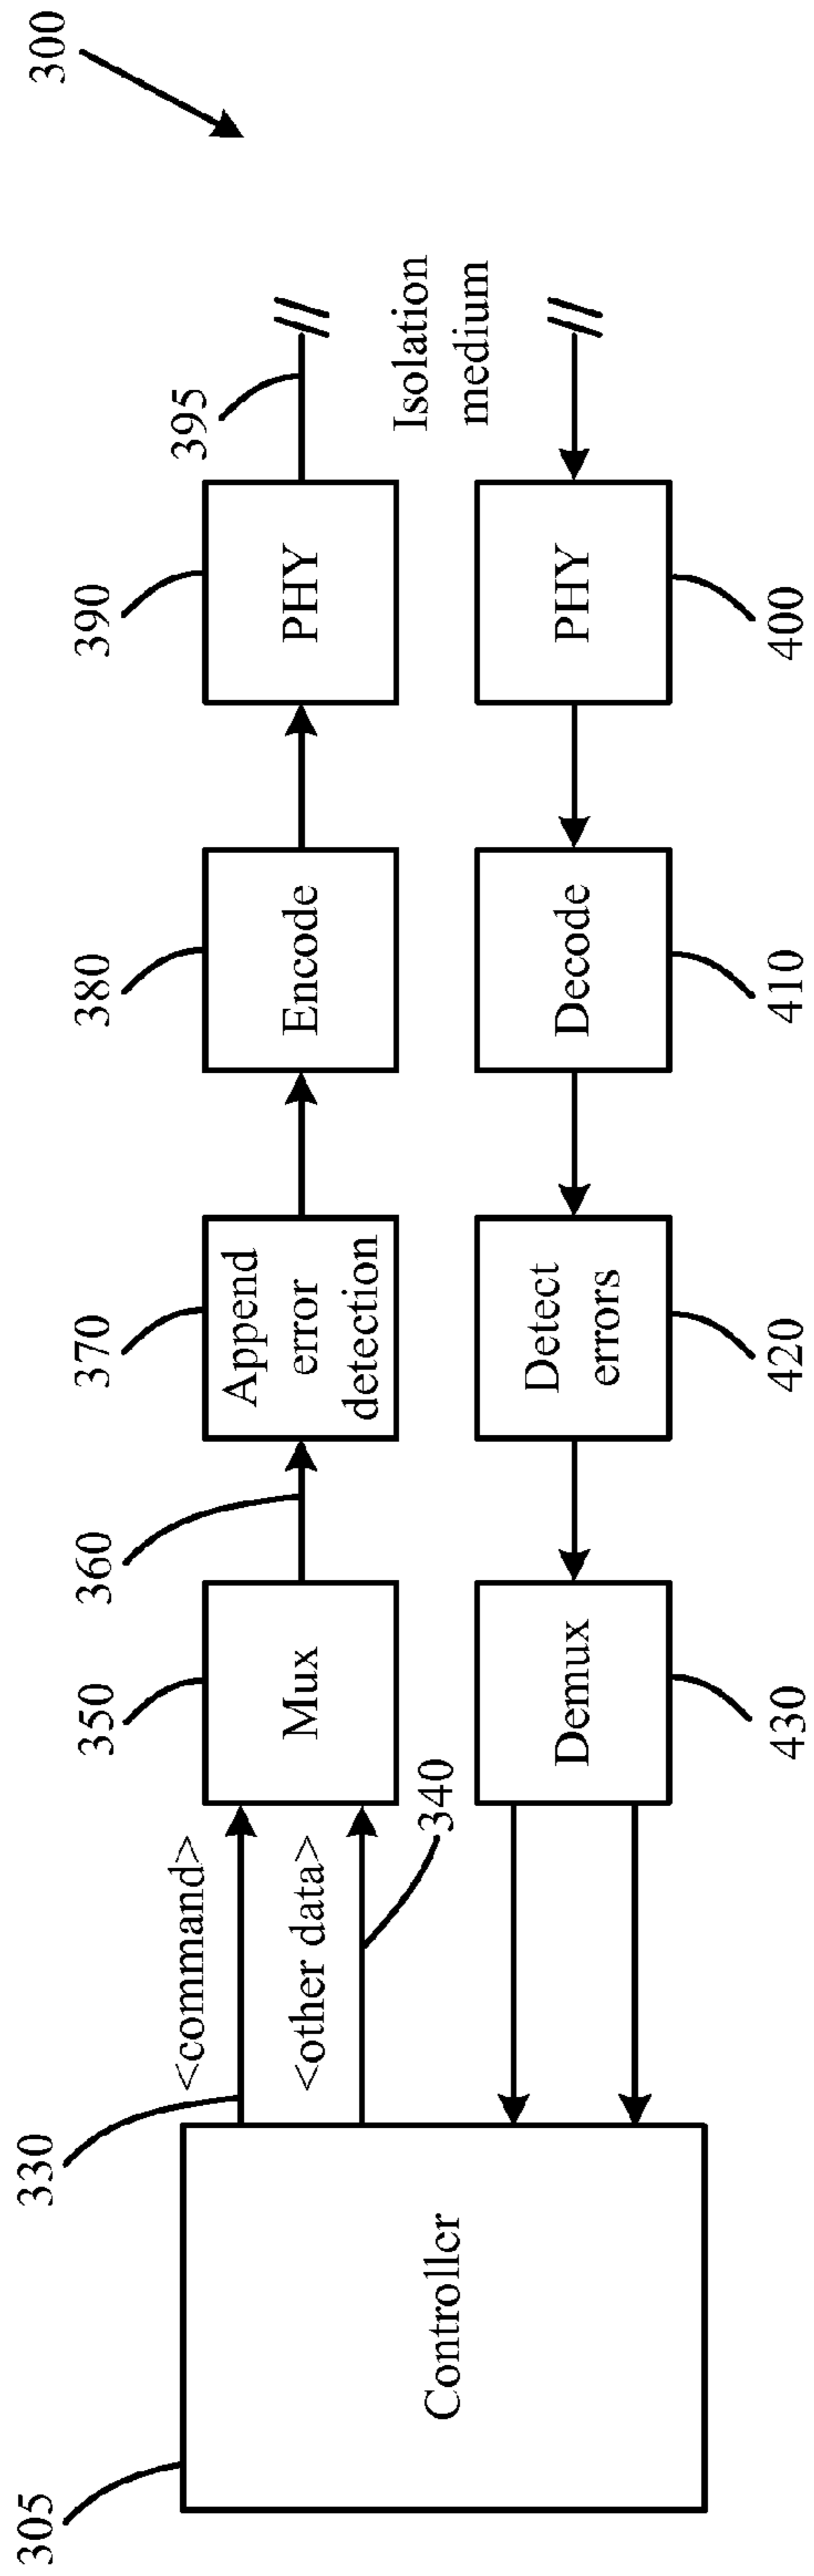 300
395
390
380
370
360
350
330
305
<command>
<other data>
340
Controller
Mux
Append
error
detection
Encode
PHY
Isolation
medium
PHY
Decode
Detect
errors
Demux
400
410
420
430